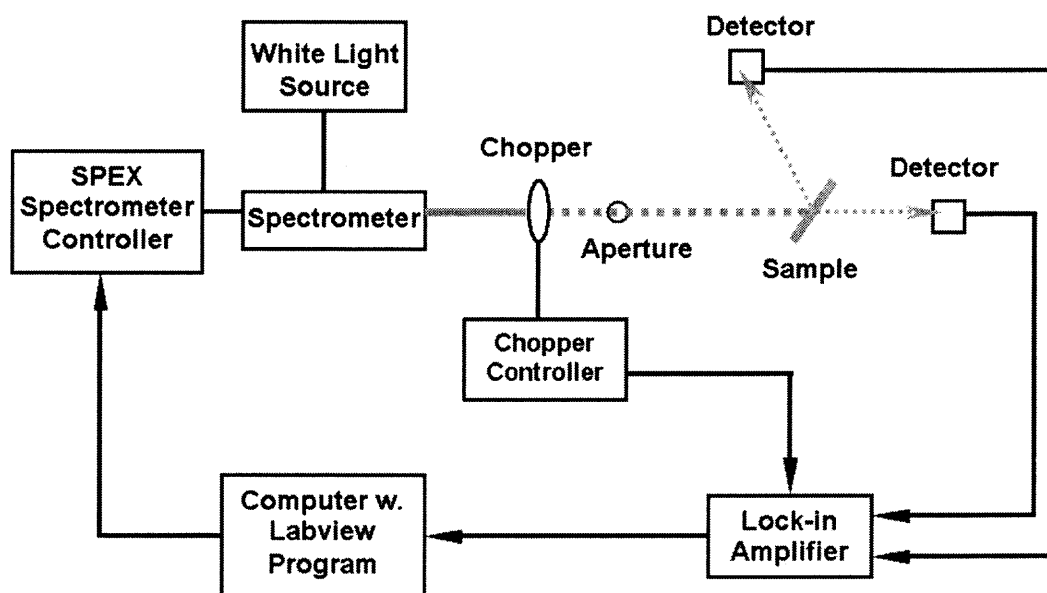 White Light
Source
Detector
SPEX
Spectrometer
Controller
Spectrometer
Chopper
Aperture
Detector
Sample
Chopper
Controller
Computer w.
Labview
Program
Lock-in
Amplifier